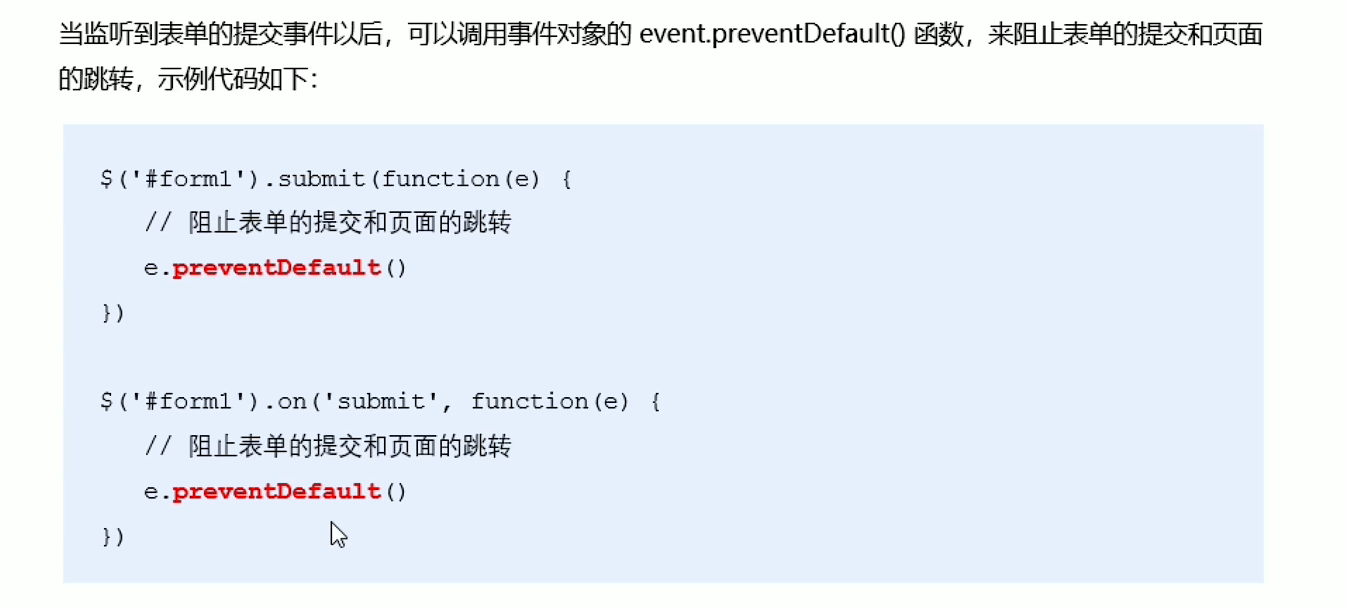 当监听到表单的提交事件以后，可以调用事件对象的 event.preventDefault() 函数，来阻止表单的提交和页面
的跳转，示例代码如下：
$('#form1').submit(function(e) {
// 阻止表单的提交和页面的跳转
e.preventDefault()
})
$('#form1').on('submit', function(e) {
// 阻止表单的提交和页面的跳转
e.preventDefault()
})